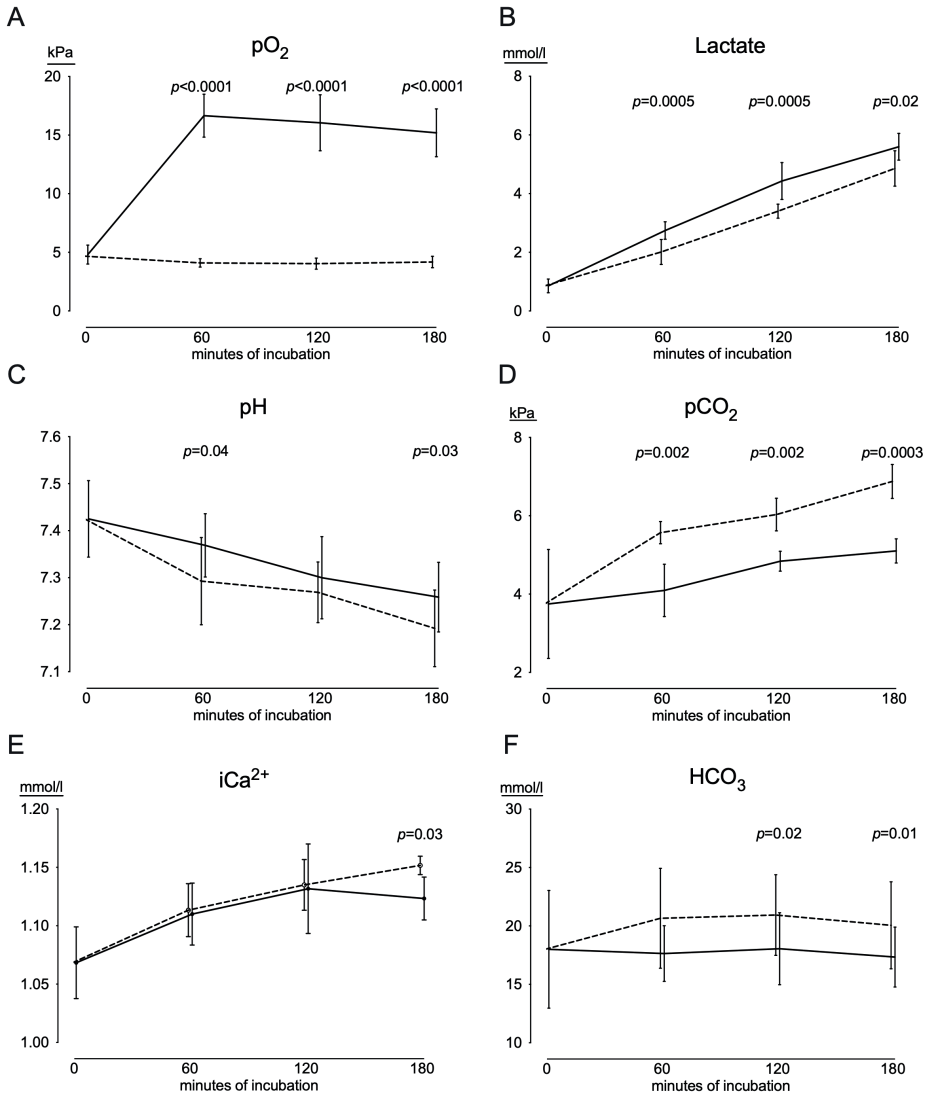 A
pO2
kPa
p<0.0001 p<0.0001 p<0.0001
20
15
10
5
0
0 60 120 180
minutes of incubation
B
Lactate
mmol/l
p=0.0005 p=0.0005 p=0.02
8
6
4
2
0
0 60 120 180
minutes of incubation
C
pH
p=0.04 p=0.03
7.6
7.5
7.4
7.3
7.2
7.1
0 60 120 180
minutes of incubation
D
pCO2
kPa
p=0.002 p=0.002 p=0.0003
8
6
4
2
0 60 120 180
minutes of incubation
E
iCa2+
mmol/l
p=0.03
1.20
1.15
1.10
1.05
1.00
0 60 120 180
minutes of incubation
F
HCO3
mmol/l
p=0.02 p=0.01
30
25
20
15
10
0 60 120 180
minutes of incubation